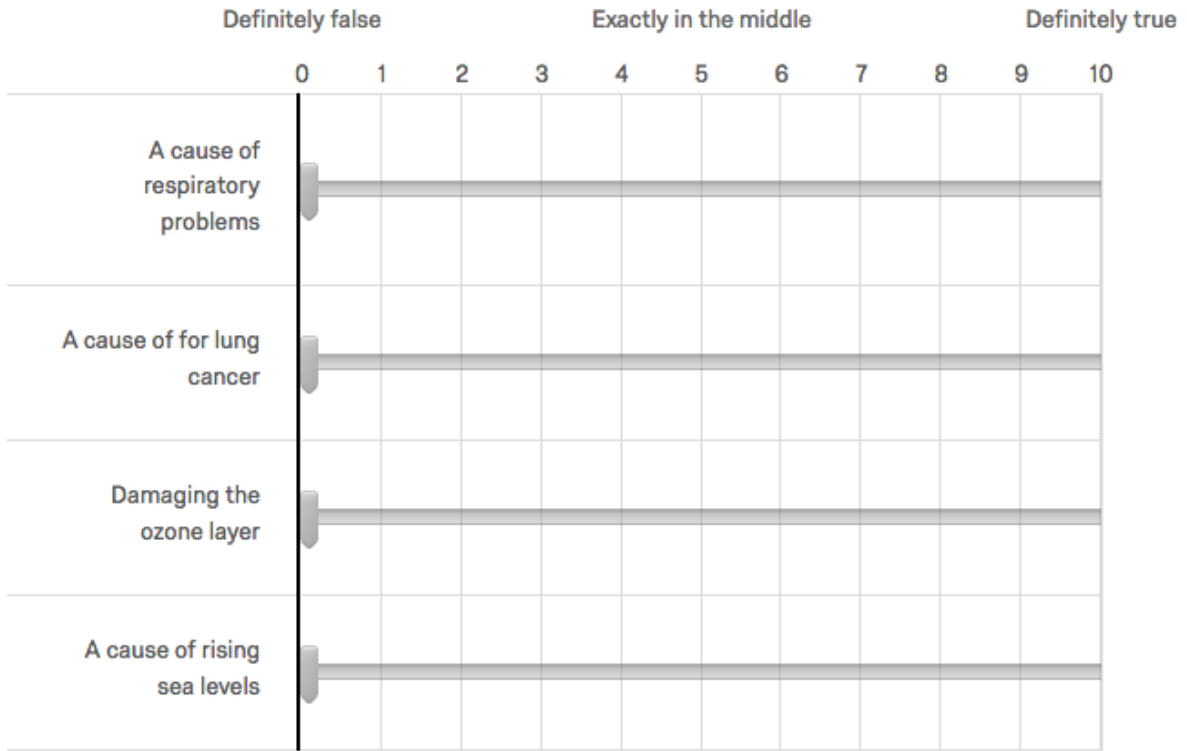 Definitely false Exactly in the middle Definitely true
0 1 2 3 4 5 6 7 8 9 10
A cause of
respiratory
problems
A cause of for lung
cancer
Damaging the
ozone layer
A cause of rising
sea levels